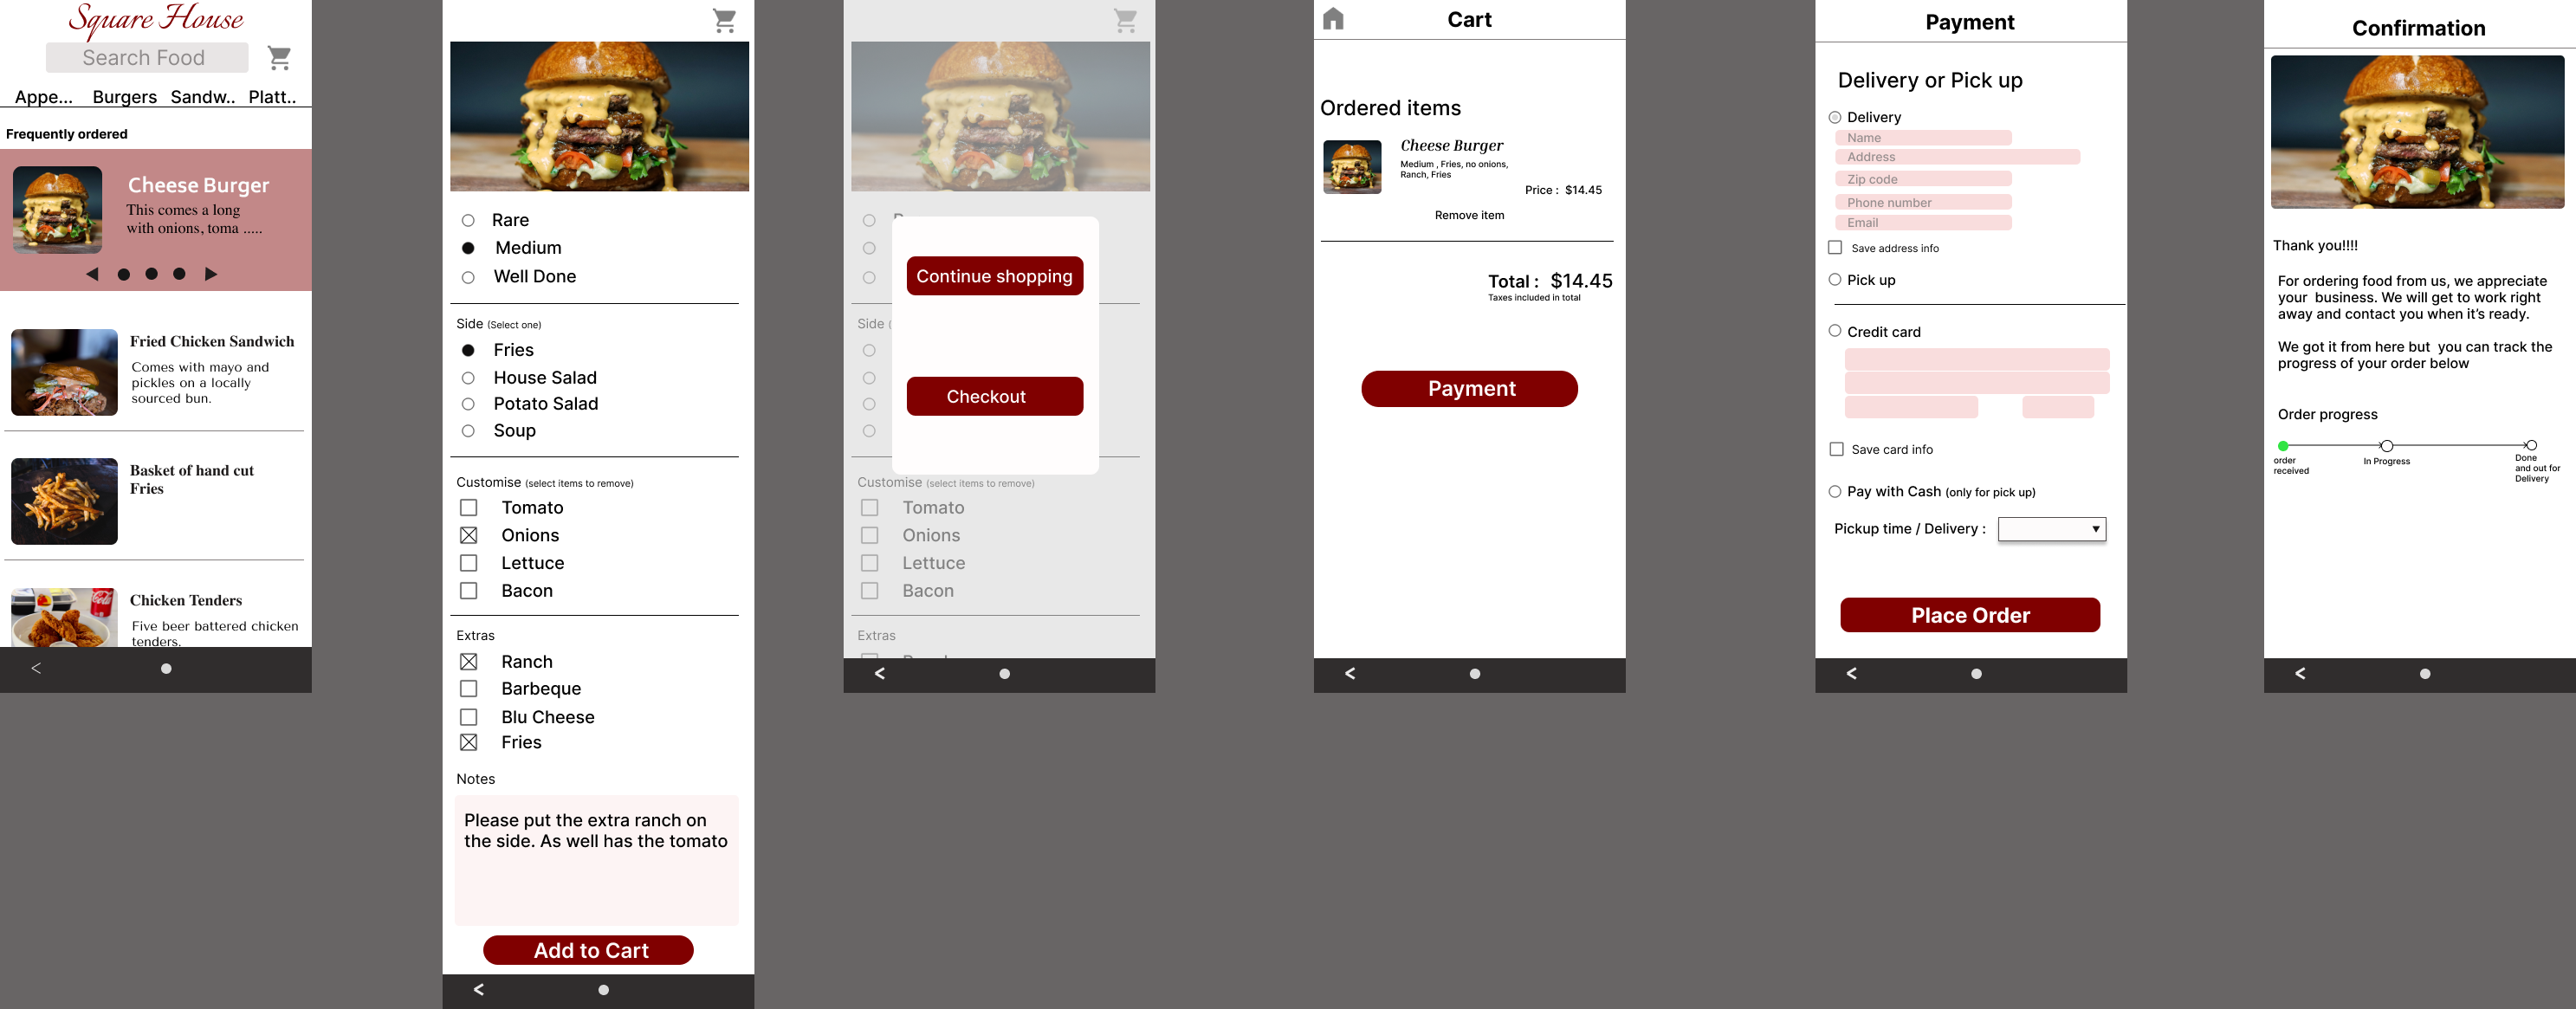 Square House
Search Food
Appe... Burgers Sandw.. Platt..
Frequently ordered
Cheese Burger
This comes a long
with onions, toma .....
Fried Chicken Sandwich
Comes with mayo and
pickles on a locally
sourced bun.
Basket of hand cut
Fries
Chicken Tenders
Five beer battered chicken
tenders.
<
Rare
Medium
Well Done
Side (Select one)
Fries
House Salad
Potato Salad
Soup
Customise (select items to remove)
Tomato
Onions
Lettuce
Bacon
Extras
Ranch
Barbeque
Blu Cheese
Fries
Notes
Please put the extra ranch on
the side. As well has the tomato
Add to Cart
<
Continue shopping
Side (
Checkout
Customise (select items to remove)
Tomato
Onions
Lettuce
Bacon
Extras
<
Cart
Ordered items
Cheese Burger
Medium , Fries, no onions,
Ranch, Fries
Price : $14.45
Remove item
Total : $14.45
Taxes included in total
Payment
<
Payment
Delivery or Pick up
Delivery
Name
Address
Zip code
Phone number
Email
Save address info
Pick up
Credit card
Save card info
Pay with Cash (only for pick up)
Pickup time / Delivery :
Place Order
<
Confirmation
Thank you!!!!
For ordering food from us, we appreciate
your business. We will get to work right
away and contact you when it's ready.
We got it from here but you can track the
progress of your order below
Order progress
order
received
In Progress
Done
and out for
Delivery
<